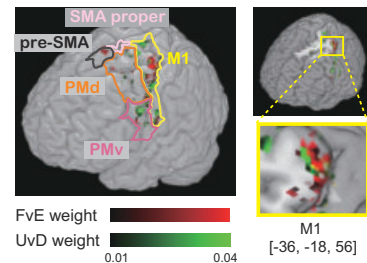 SMA proper
pre-SMA
M1
PMd
PMv
FvE weight
UvD weight
0.01 0.04
M1
[-36, -18, 56]